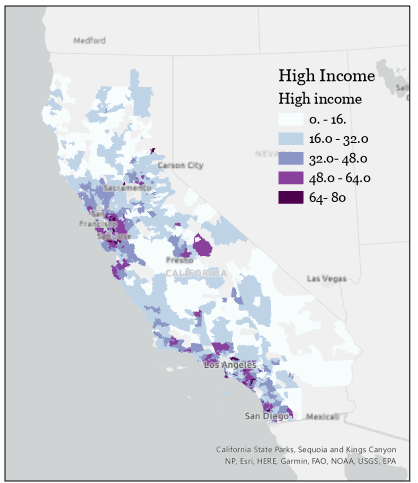 Medford
High Income
High income
0. - 16.
16.0 - 32.0
32.0- 48.0
48.0 - 64.0
64- 80
NEVADA
Carson City
Sacramento
San
Francisco
San Jose
Fresno
CALIFORNIA
Las Vegas
Los Angeles
San Diego
Mexicali
California State Parks, Sequoia and Kings Canyon
NP, Esri, HERE, Garmin, FAO, NOAA, USGS, EPA